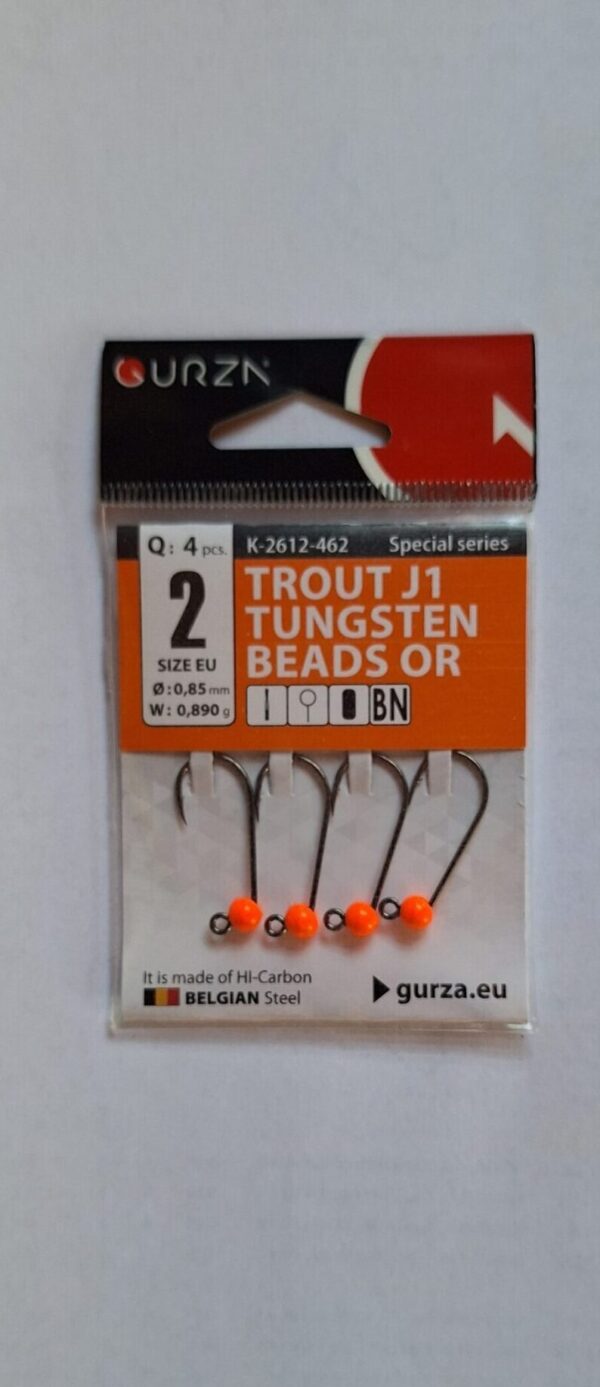 GURZA
Q: 4 pcs.
2
SIZE EU
Ø:0,85 mm
W: 0,890 g
K-2612-462 Special series
TROUT J1
TUNGSTEN
BEADS OR
BN
It is made of HI-Carbon
BELGIAN Steel
gurza.eu